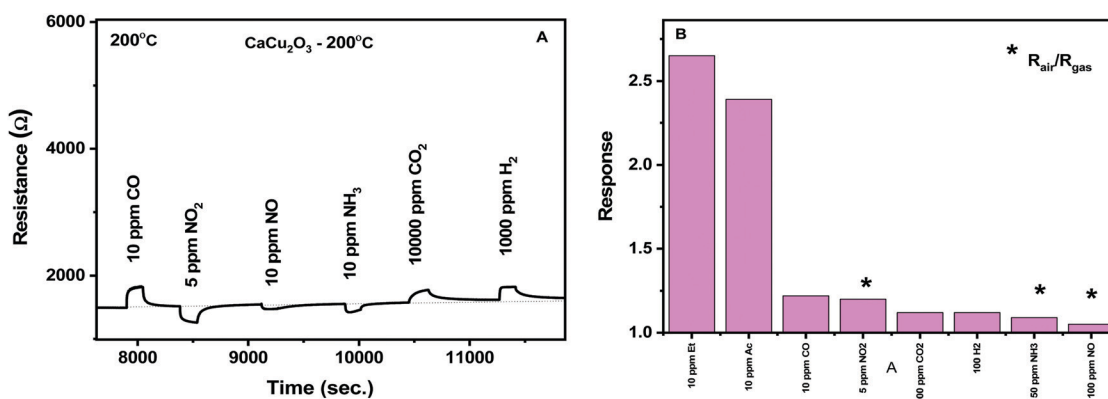 200°C
CaCu₂O₃ - 200°C
A
6000
4000
2000
Resistance (Ω)
10 ppm CO
5 ppm NO₂
10 ppm NO
10 ppm NH₃
10000 ppm CO₂
1000 ppm H₂
8000
9000
10000
11000
Time (sec.)
B
* R_air/R_gas
2.5
2.0
1.5
1.0
Response
*
*
*
10 ppm Et
10 ppm Ac
10 ppm CO
5 ppm NO3
00 ppm CO2
100 H2
50 ppm NH3
100 ppm NO
A